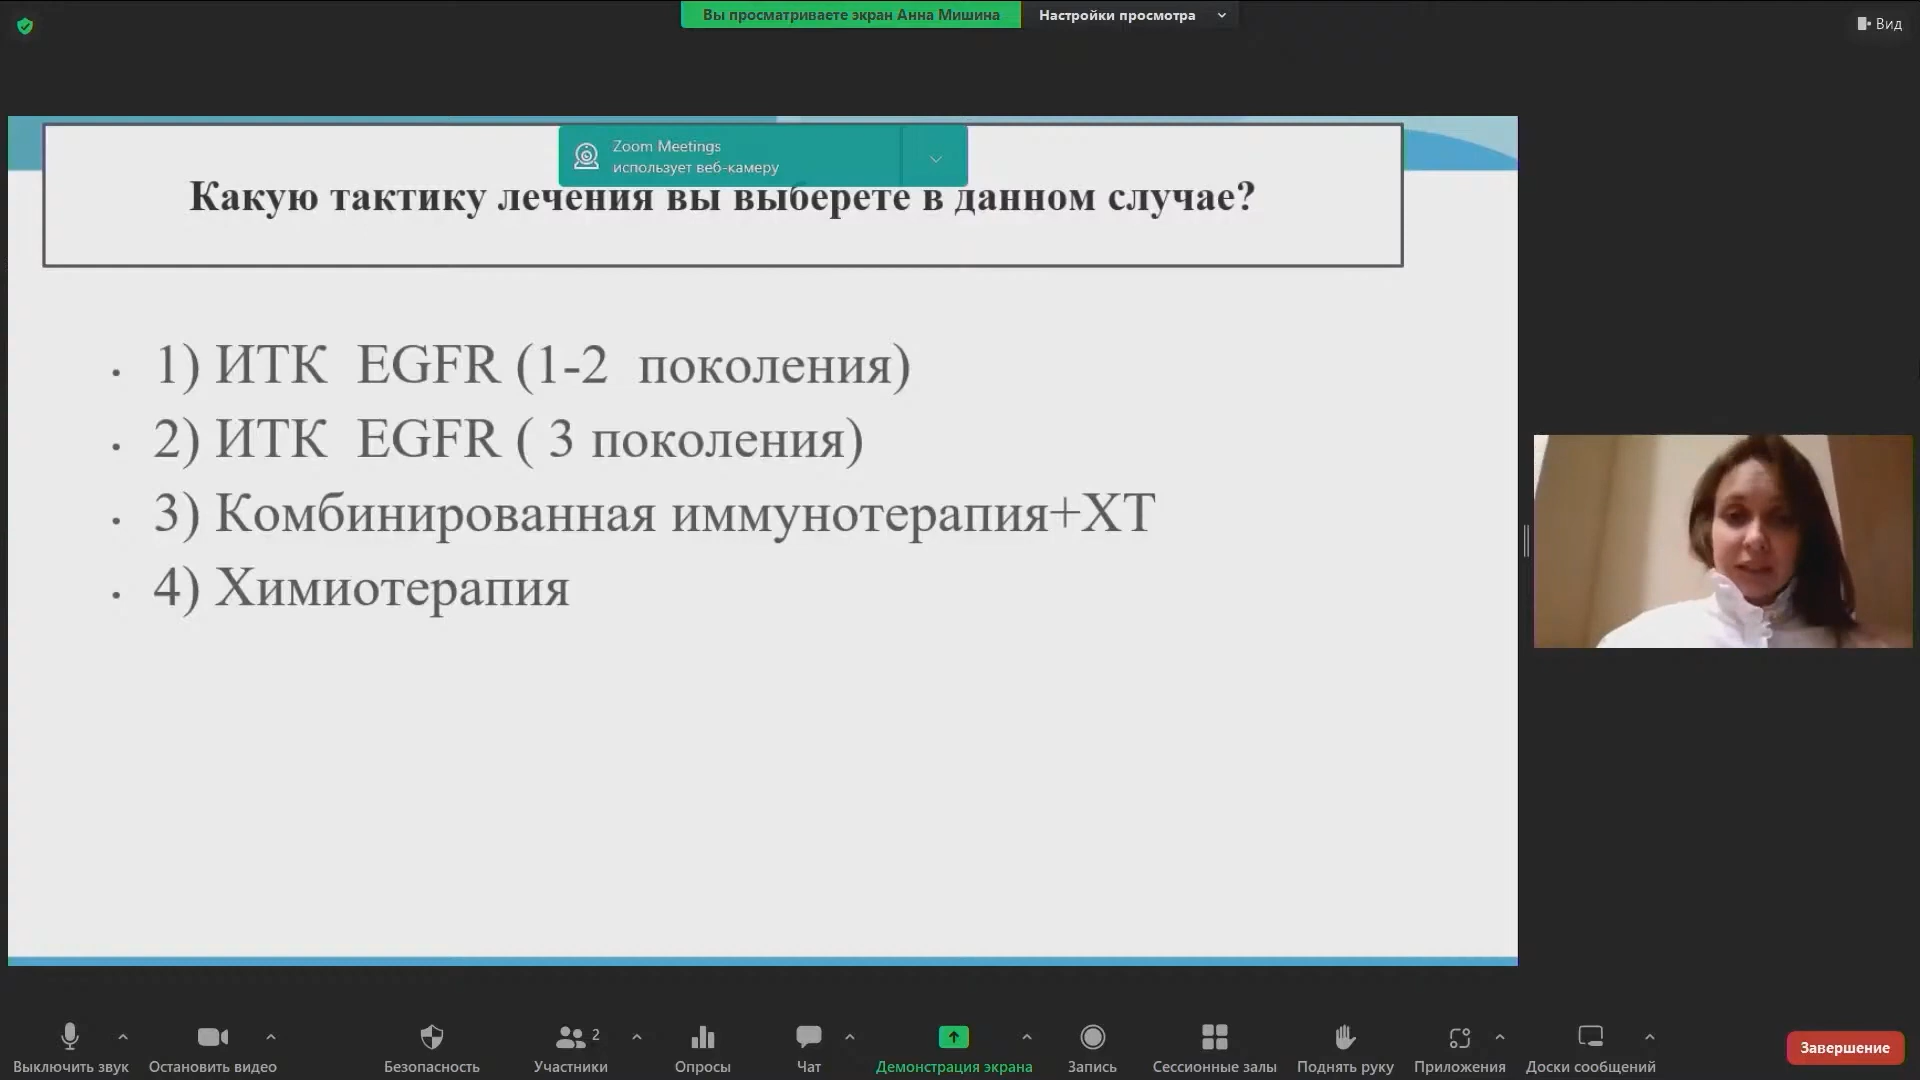 Вы просматриваете экран Анна Мишина
Настройки просмотра
Вид
Zoom Meetings
использует веб-камеру
Какую тактику лечения вы выберете в данном случае?
· 1) ИТК EGFR (1-2 поколения)
· 2) ИТК EGFR ( 3 поколения)
· 3) Комбинированная иммунотерапия+ХТ
· 4) Химиотерапия
Выключить звук
Остановить видео
Безопасность
Участники
2
Опросы
Чат
Демонстрация экрана
Запись
Сессионные залы
Поднять руку
Приложения
Доски сообщений
Завершение